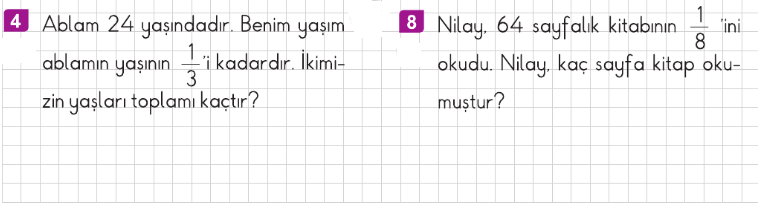 4 Ablam 24 yaşındadır. Benim yaşım
ablamın yaşının 1/3 'i kadardır. İkimi-
zin yaşları toplamı kaçtır?
8 Nilay, 64 sayfalık kitabının 1/8 'ini
okudu. Nilay, kaç sayfa kitap oku-
muştur?